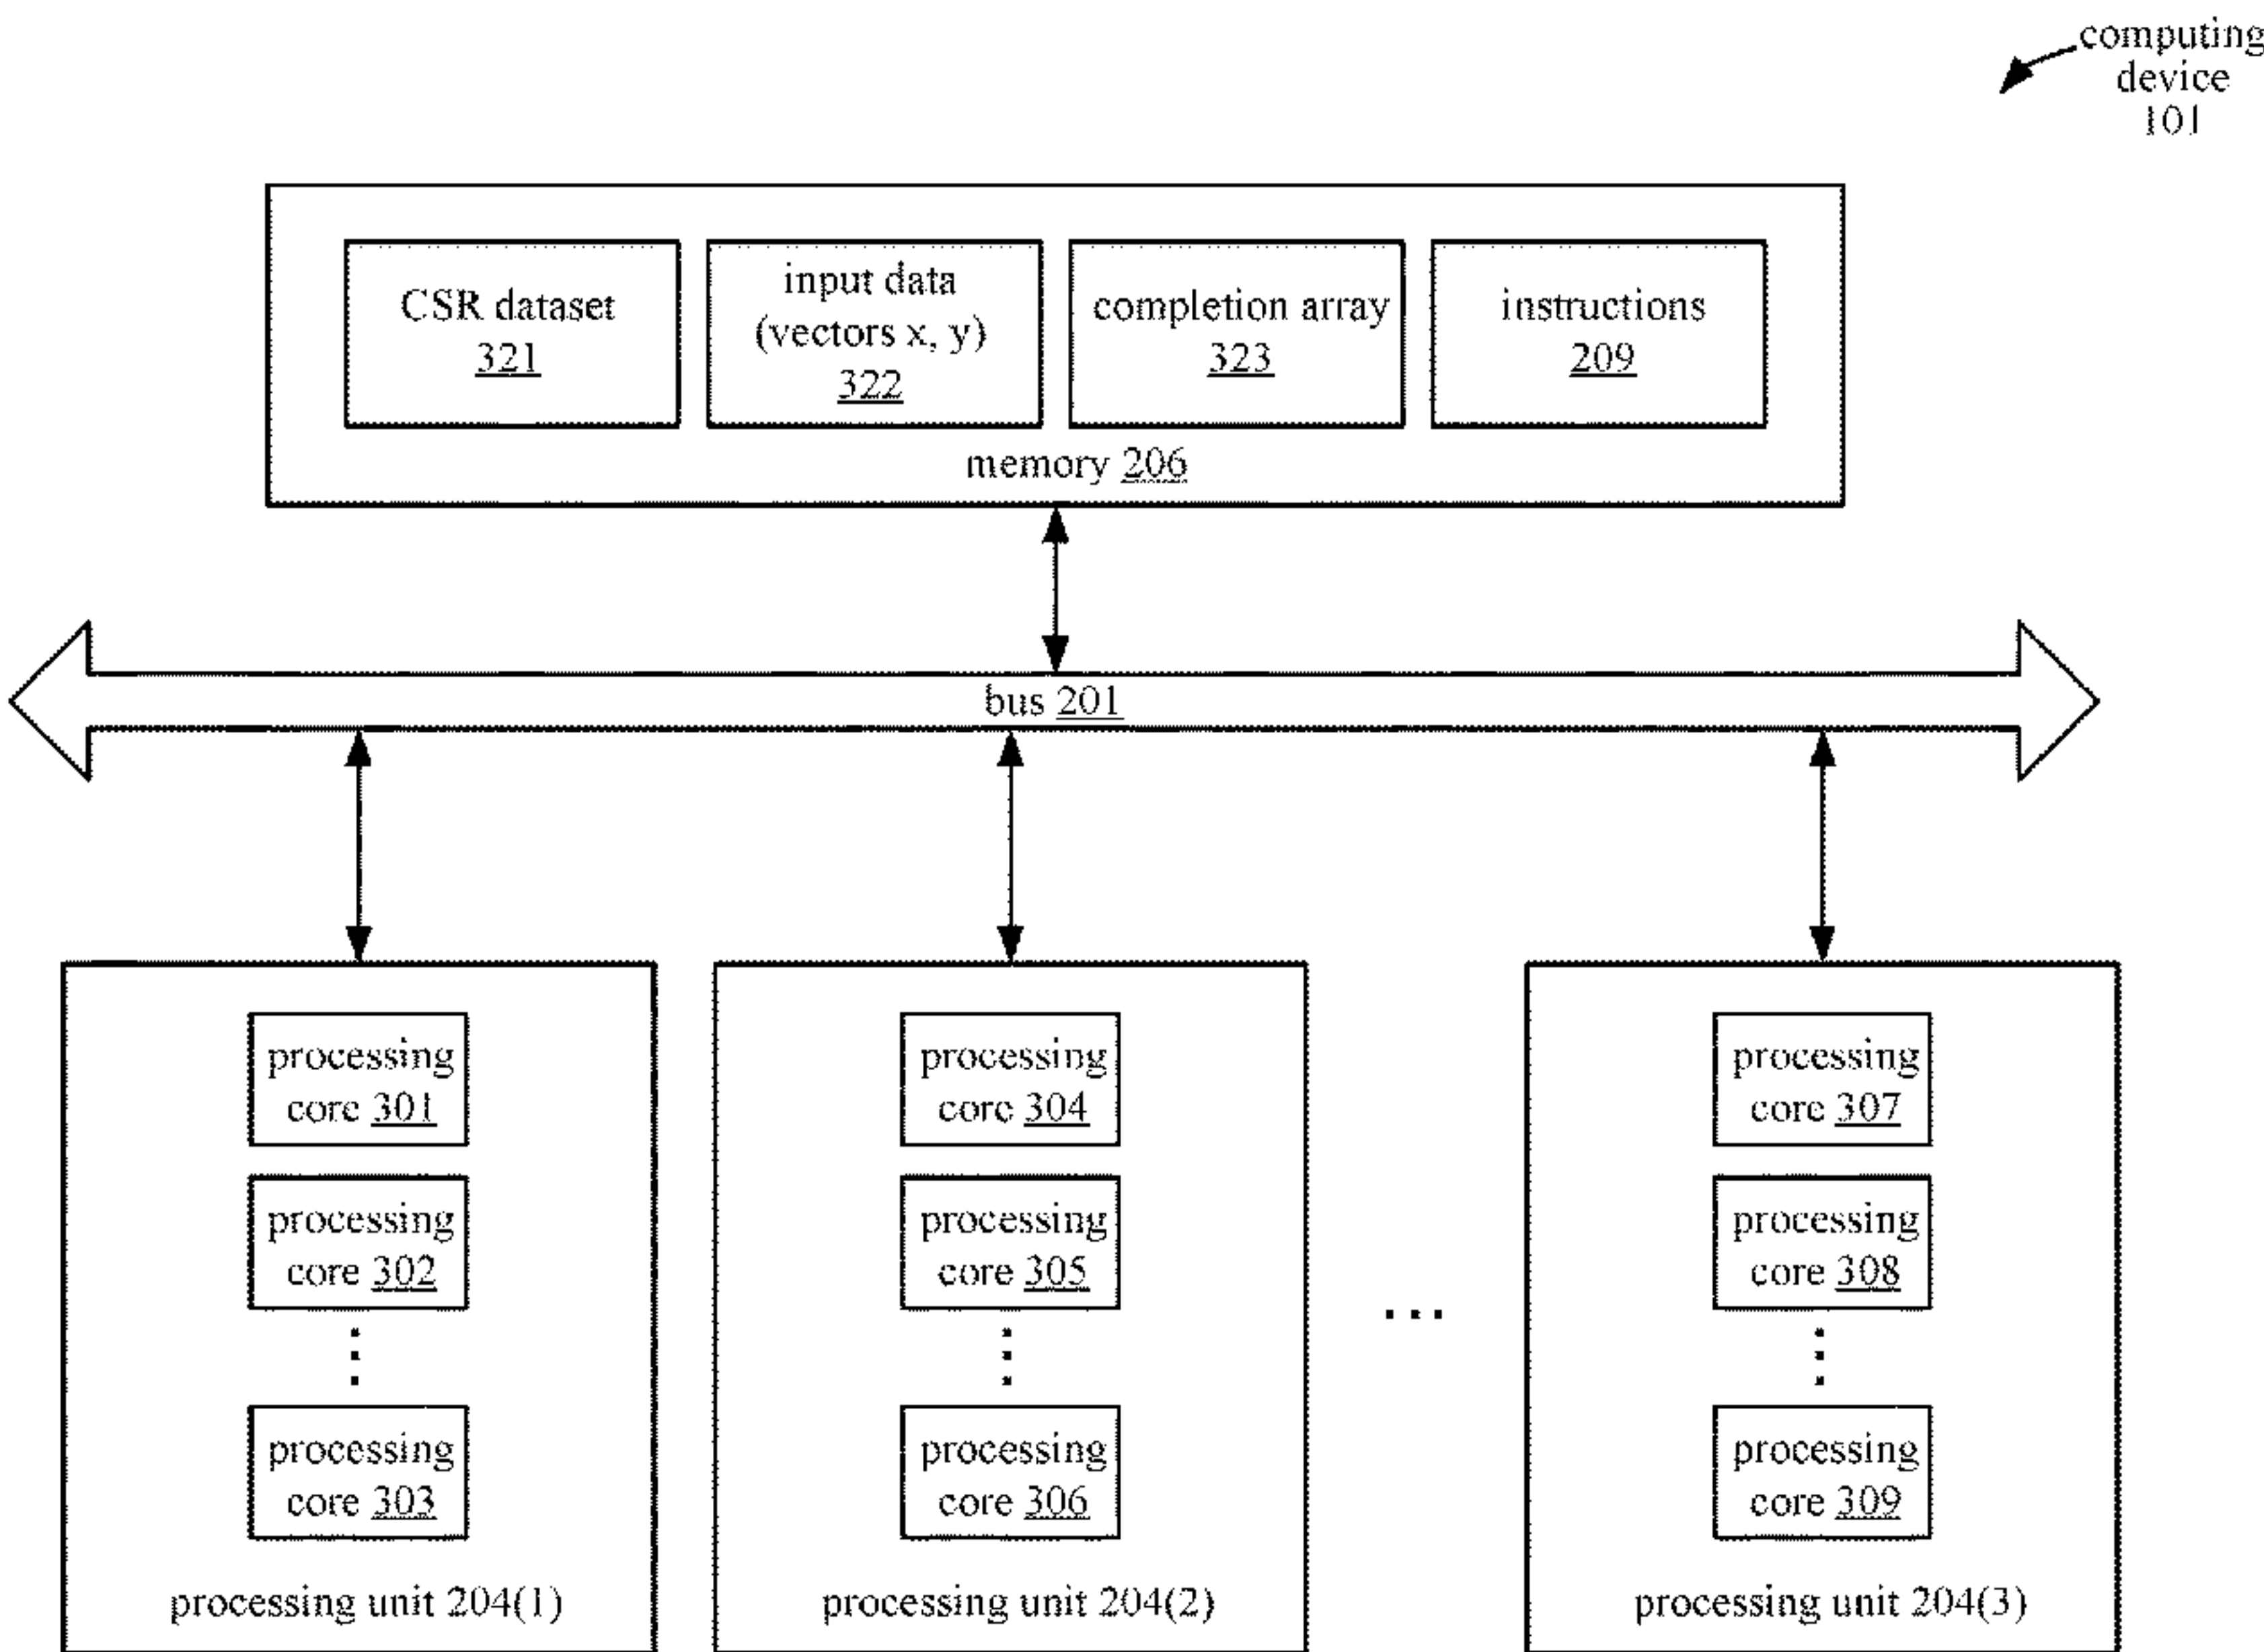 computing
device
101
CSR dataset
321
input data
(vectors x, y)
322
completion array
323
instructions
209
memory 206
bus 201
processing
core 301
processing
core 302
processing
core 303
processing unit 204(1)
processing
core 304
processing
core 305
processing
core 306
processing unit 204(2)
...
processing
core 307
processing
core 308
processing
core 309
processing unit 204(3)